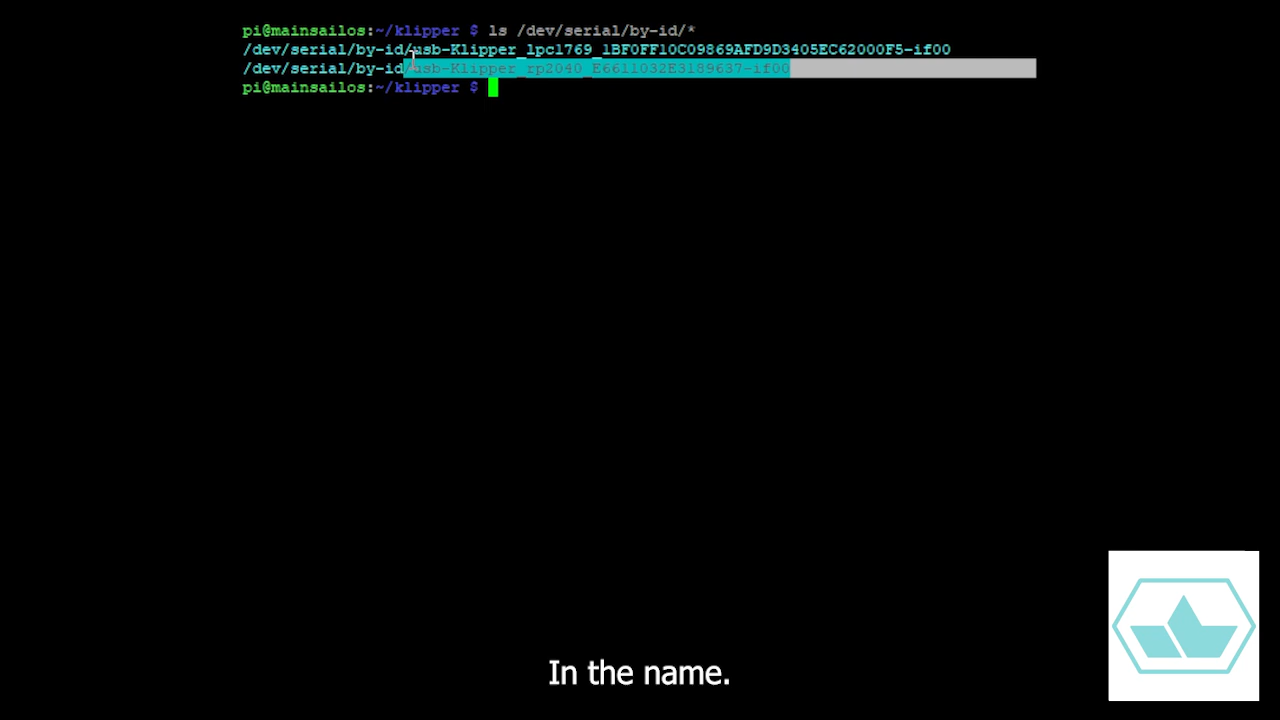 pi@mainsailos:~/klipper $ ls /dev/serial/by-id/*
/dev/serial/by-id/usb-Klipper_lpc1769_1BF0FF10C09869AFD9D3405EC62000F5-if00
/dev/serial/by-id/usb-Klipper_rp2040_E6611032E3189637-if00
pi@mainsailos:~/klipper $
In the name.